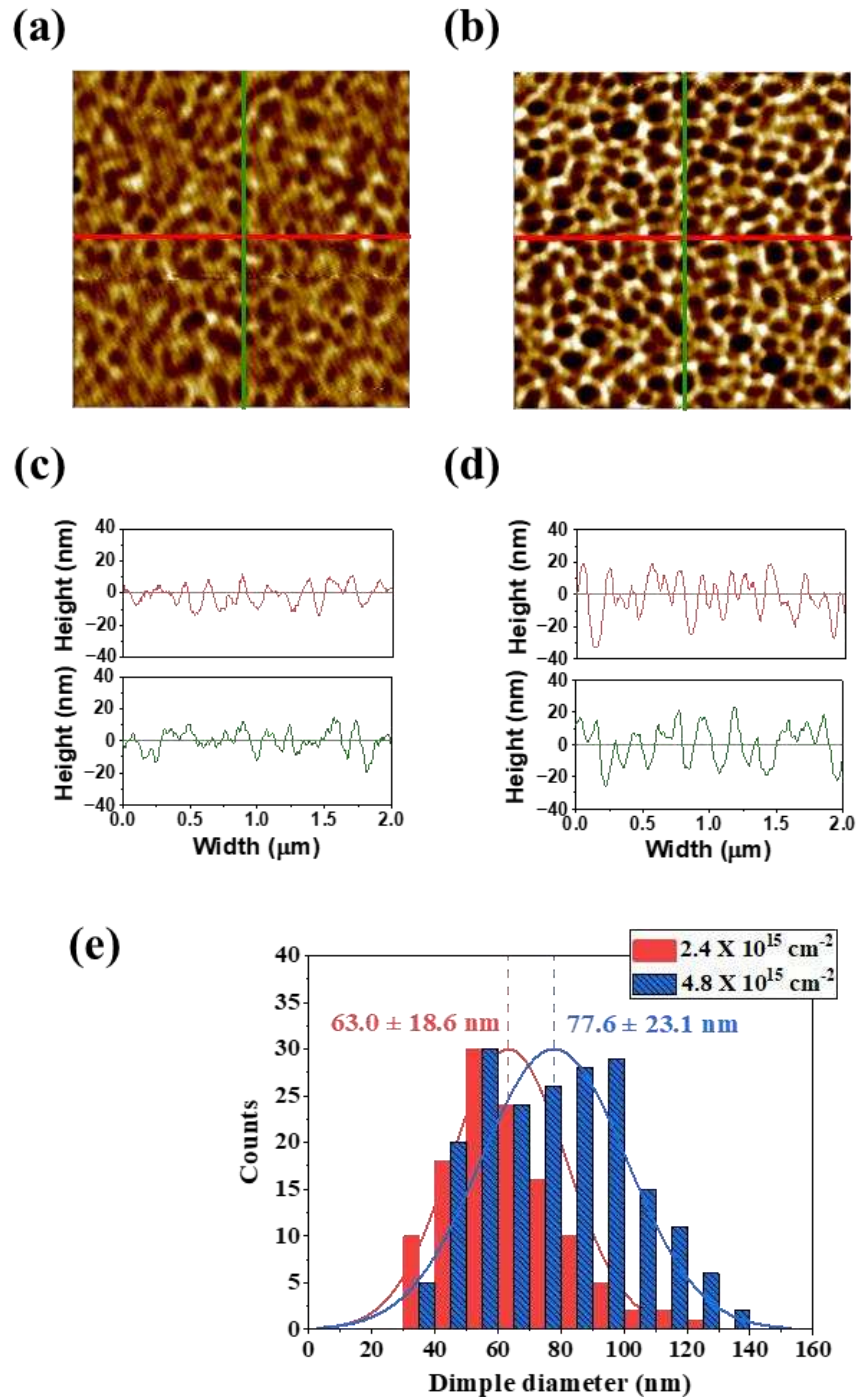 (a)
(b)
(c)
(d)
40
20
0
−20
−40
Height (nm)
40
20
0
−20
−40
Height (nm)
0.0 0.5 1.0 1.5 2.0
Width (µm)
40
20
0
−20
−40
Height (nm)
40
20
0
−20
−40
Height (nm)
0.0 0.5 1.0 1.5 2.0
Width (µm)
(e)
2.4 X 10¹⁵ cm⁻²
4.8 X 10¹⁵ cm⁻²
63.0 ± 18.6 nm
77.6 ± 23.1 nm
40
35
30
25
20
15
10
5
0
Counts
0 20 40 60 80 100 120 140 160
Dimple diameter (nm)